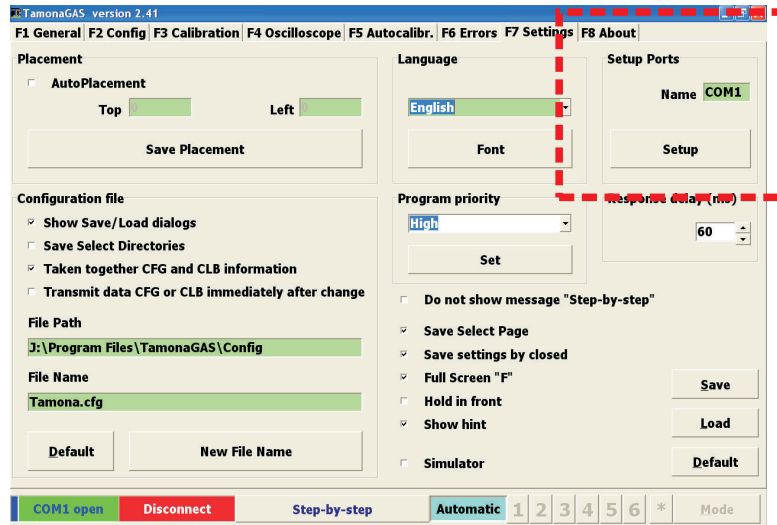 TamonaGAS version 2.41
F1 General F2 Config F3 Calibration F4 Oscilloscope F5 Autocalibr. F6 Errors F7 Settings F8 About
Placement
AutoPlacement
Top 0 Left 0
Save Placement
Language
English
Font
Setup Ports
Name COM1
Setup
Configuration file
Show Save/Load dialogs
Save Select Directories
Taken together CFG and CLB information
Transmit data CFG or CLB immediately after change
File Path
J:\Program Files\TamonaGAS\Config
File Name
Tamona.cfg
Default New File Name
Program priority
High
Set
Response delay (ms)
60
Do not show message "Step-by-step"
Save Select Page
Save settings by closed
Full Screen "F"
Hold in front
Show hint
Simulator
Save
Load
Default
COM1 open Disconnect Step-by-step Automatic 1 2 3 4 5 6 * Mode